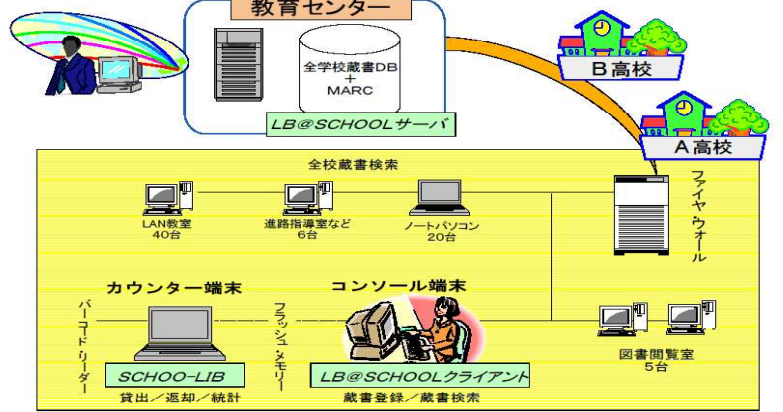 教育センター
全学校蔵書DB
+
MARC
LB@SCHOOLサーバ
B高校
A高校
全校蔵書検索
LAN教室
40台
進路指導室など
6台
ノートパソコン
20台
ファイヤ・ウォール
カウンター端末
コンソール端末
バーコード・リーダー
フラッシュ・メモリー
SCHOO-LIB
貸出/返却/統計
LB@SCHOOLクライアント
蔵書登録/蔵書検索
図書閲覧室
5台